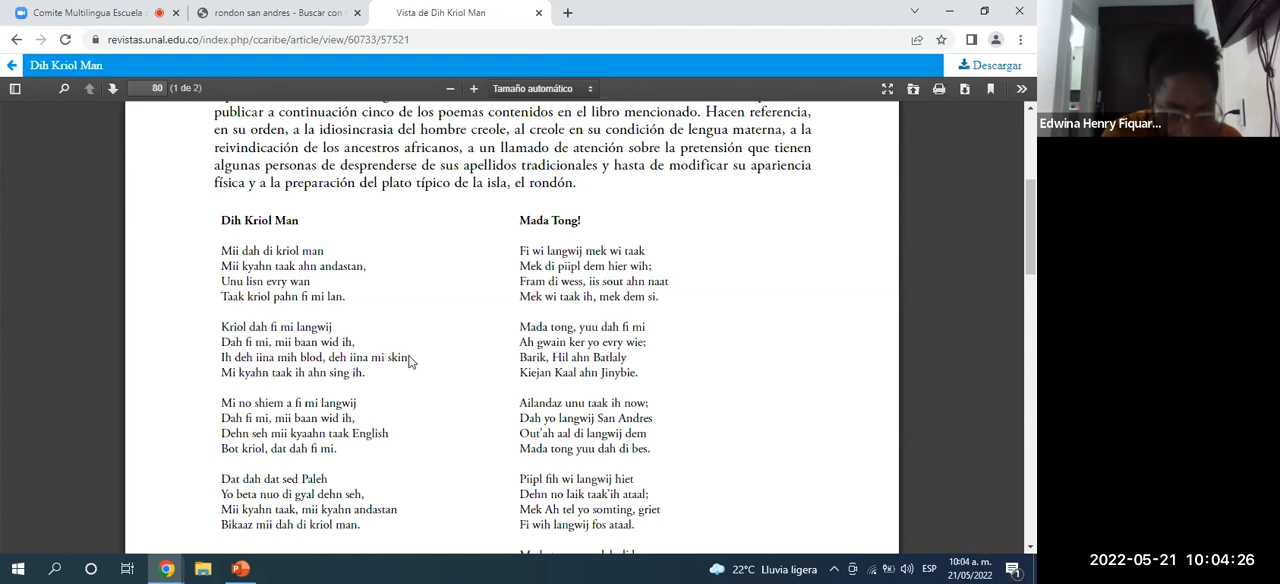 Comite Multilingua Escuela
rondon san andres - Buscar con
Vista de Dih Kriol Man
revistas.unal.edu.co/index.php/ccaribe/article/view/60733/57521
Dih Kriol Man
Descargar
80 (1 de 2)
Tamaño automático
publicar a continuación cinco de los poemas contenidos en el libro mencionado. Hacen referencia,
en su orden, a la idiosincrasia del hombre creole, al creole en su condición de lengua materna, a la
reivindicación de los ancestros africanos, a un llamado de atención sobre la pretensión que tienen
algunas personas de desprenderse de sus apellidos tradicionales y hasta de modificar su apariencia
física y a la preparación del plato típico de la isla, el rondón.
Dih Kriol Man
Mii dah di kriol man
Mii kyahn taak ahn andastan,
Unu lisn evry wan
Taak kriol pahn fi mi lan.
Kriol dah fi mi langwij
Dah fi mi, mii baan wid ih,
Ih deh iina mih blod, deh iina mi skin
Mi kyahn taak ih ahn sing ih.
Mi no shiem a fi mi langwij
Dah fi mi, mii baan wid ih,
Dehn seh mii kyaahn taak English
Bot kriol, dat dah fi mi.
Dat dah dat sed Paleh
Yo beta nuo di gyal dehn seh,
Mii kyahn taak, mii kyahn andastan
Bikaaz mii dah di kriol man.
Mada Tong!
Fi wi langwij mek wi taak
Mek di piipl dem hier wih;
Fram di wess, iis sout ahn naat
Mek wi taak ih, mek dem si.
Mada tong, yuu dah fi mi
Ah gwain ker yo evry wie;
Barik, Hil ahn Batlaly
Kiejan Kaal ahn Jinybie.
Ailandaz unu taak ih now;
Dah yo langwij San Andres
Out'ah aal di langwij dem
Mada tong yuu dah di bes.
Piipl fih wi langwij hiet
Dehn no laik taak'ih ataal;
Mek Ah tel yo somting, griet
Fi wih langwij fos ataal.
Edwina Henry Fiquar...
22°C Lluvia ligera
ESP
10:04 a. m.
21/05/2022
1
2022-05-21 10:04:26